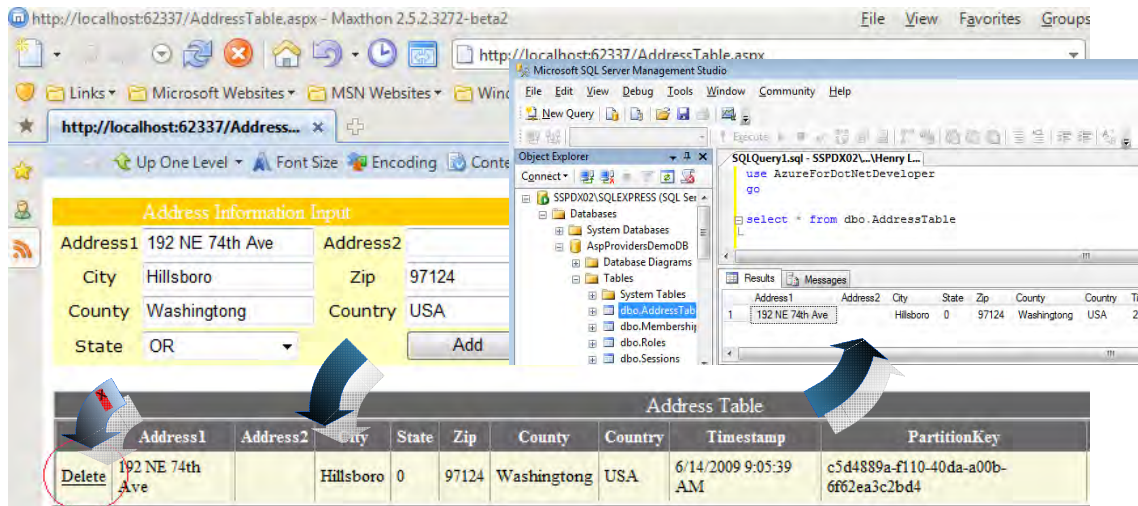 http://localhost:62337/AddressTable.aspx - Maxthon 2.5.2.3272-beta2
File View Favorites Groups
http://localhost:62337/AddressTable.aspx
Links Microsoft Websites MSN Websites
http://localhost:62337/Address...
Up One Level Font Size Encoding
Address Information Input
Address1 192 NE 74th Ave Address2
City Hillsboro Zip 97124
County Washingtong Country USA
State OR Add
Microsoft SQL Server Management Studio
File Edit View Debug Tools Window Community Help
New Query
Execute
Object Explorer
Connect
SSPDX02\SQLEXPRESS (SQL Ser
Databases
System Databases
AspProvidersDemoDB
Database Diagrams
Tables
System Tables
dbo.AddressTab
dbo.Membership
dbo.Roles
dbo.Sessions
SQLQuery1.sql - SSPDX02\...\Henry L...
use AzureForDotNetDeveloper
go
select * from dbo.AddressTable
Results Messages
Address1 Address2 City State Zip County Country
1 192 NE 74th Ave Hillsboro 0 97124 Washingtong USA 2
Address Table
Address1 Address2 City State Zip County Country Timestamp PartitionKey
Delete 192 NE 74th Ave Hillsboro 0 97124 Washingtong USA 6/14/2009 9:05:39 AM c5d4889a-f110-40da-a00b-6f62ea3c2bd4